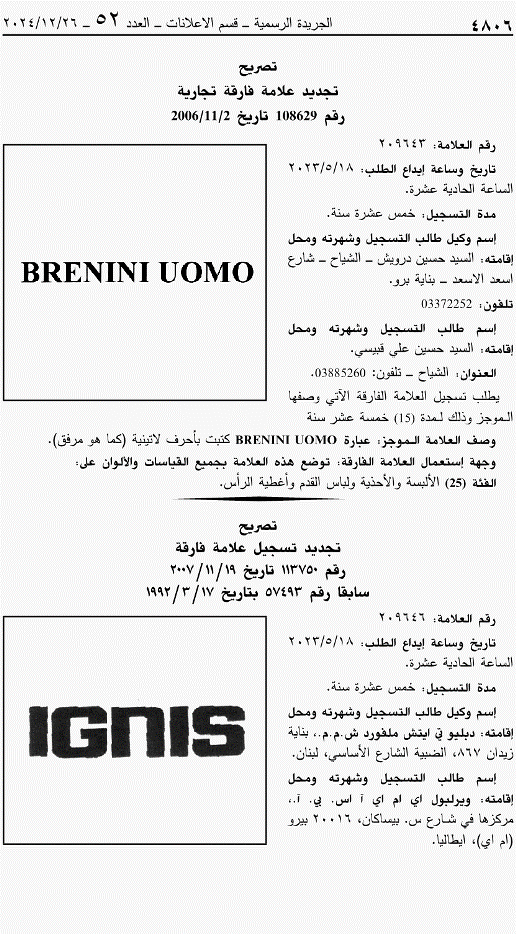 ٤٨٠٦
الجريدة الرسمية – قسم الاعلانات – العدد ٥٢ – ٢٠٢٤/١٢/٢٦
تصريح
تجديد علامة فارقة تجارية
رقم 108629 تاريخ 2006/11/2
BRENINI UOMO
رقم العلامة: ٢٠٩٦٤٣
تاريخ وساعة إيداع الطلب: ٢٠٢٣/٥/١٨
الساعة الحادية عشرة.
مدة التسجيل: خمس عشرة سنة.
إسم وكيل طالب التسجيل وشهرته ومحل
إقامته: السيد حسين درويش – الشياح – شارع
اسعد الاسعد – بناية برو.
تلفون: 03372252
إسم طالب التسجيل وشهرته ومحل
إقامته: السيد حسين علي قبيسي.
العنوان: الشياح – تلفون: 03885260.
يطلب تسجيل العلامة الفارقة الآتي وصفها
الموجز وذلك لمدة (15) خمسة عشر سنة
وصف العلامة الموجز: عبارة BRENINI UOMO كتبت بأحرف لاتينية (كما هو مرفق).
وجهة إستعمال العلامة الفارقة: توضع هذه العلامة بجميع القياسات والألوان على:
الفئة (25) الألبسة والأحذية ولباس القدم وأغطية الرأس.
تصريح
تجديد تسجيل علامة فارقة
رقم ١١٣٧٥٠ تاريخ ٢٠٠٧/١١/١٩
سابقا رقم ٥٧٤٩٣ بتاريخ ١٩٩٢/٣/١٧
IGNIS
رقم العلامة: ٢٠٩٦٤٦
تاريخ وساعة إيداع الطلب: ٢٠٢٣/٥/١٨
الساعة الحادية عشرة.
مدة التسجيل: خمس عشرة سنة.
إسم وكيل طالب التسجيل وشهرته ومحل
إقامته: دبليو تي ايتش ملفورد ش.م.م.، بناية
زيدان ٨٦٧، الضبية الشارع الأساسي، لبنان.
إسم طالب التسجيل وشهرته ومحل
إقامته: ويرلبول اي ام اي آ اس. بي. آ.،
مركزها في شارع س. بيساكان، ٢٠٠١٦ بيرو
(ام اي)، ايطاليا.